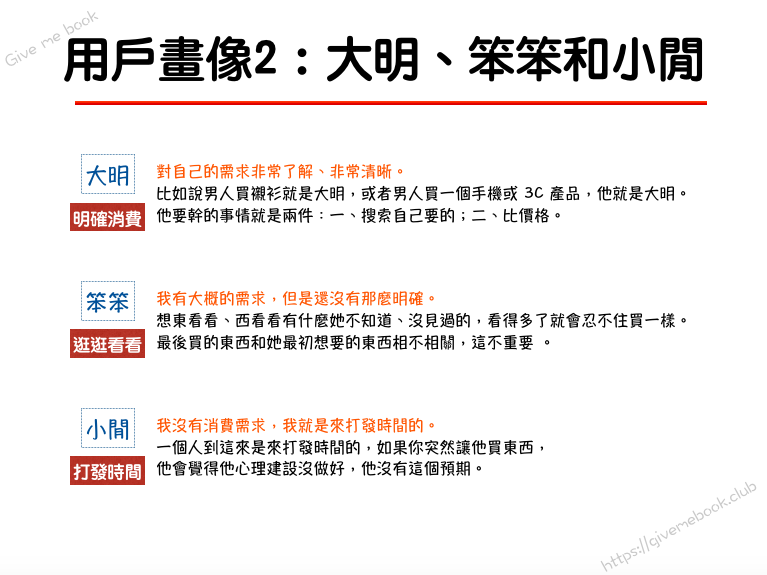 Give me book
用戶畫像2：大明、笨笨和小閒
大明
明確消費
對自己的需求非常了解、非常清晰。
比如說男人買襯衫就是大明，或者男人買一個手機或 3C 產品，他就是大明。
他要幹的事情就是兩件：一、搜索自己要的；二、比價格。
笨笨
逛逛看看
我有大概的需求，但是還沒有那麼明確。
想東看看、西看看有什麼她不知道、沒見過的，看得多了就會忍不住買一樣。
最後買的東西和她最初想要的東西相不相關，這不重要 。
小閒
打發時間
我沒有消費需求，我就是來打發時間的。
一個人到這來是來打發時間的，如果你突然讓他買東西，
他會覺得他心理建設沒做好，他沒有這個預期。
https://givemebook.club